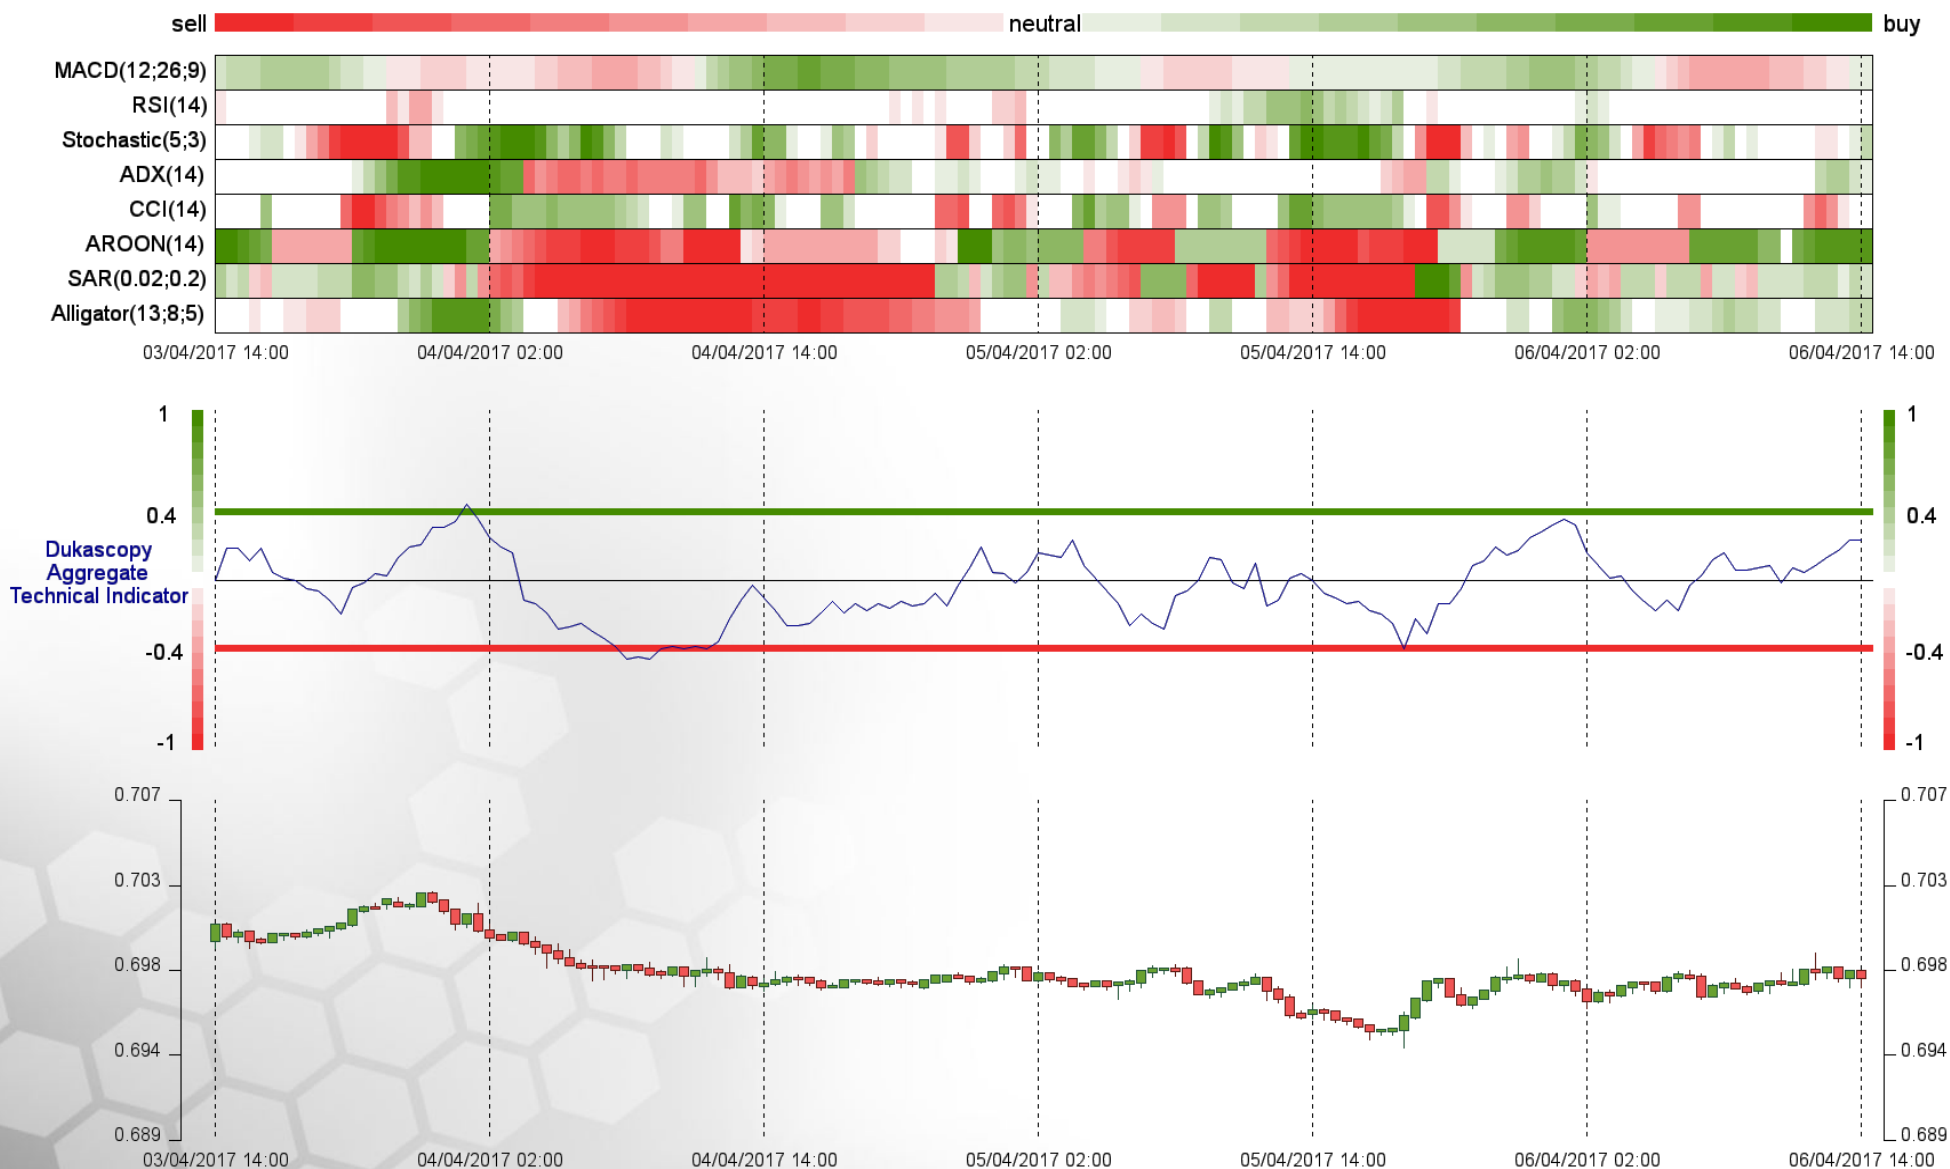 sell neutral buy
MACD(12;26;9)
RSI(14)
Stochastic(5;3)
ADX(14)
CCI(14)
AROON(14)
SAR(0.02;0.2)
Alligator(13;8;5)
03/04/2017 14:00 04/04/2017 02:00 04/04/2017 14:00 05/04/2017 02:00 05/04/2017 14:00 06/04/2017 02:00 06/04/2017 14:00
1 1
0.4 0.4
Dukascopy
Aggregate
Technical Indicator
-0.4 -0.4
-1 -1
0.707 0.707
0.703 0.703
0.698 0.698
0.694 0.694
0.689 0.689
03/04/2017 14:00 04/04/2017 02:00 04/04/2017 14:00 05/04/2017 02:00 05/04/2017 14:00 06/04/2017 02:00 06/04/2017 14:00